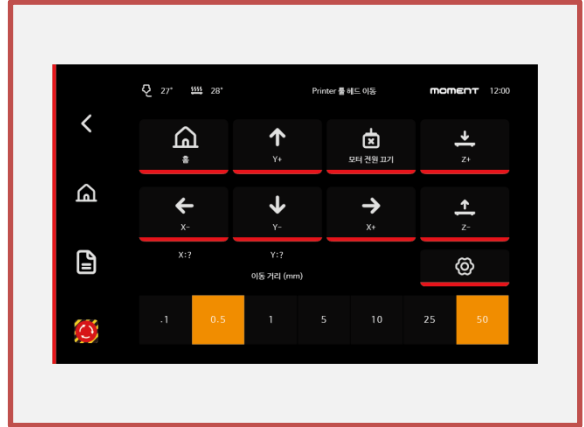 27° 28° Printer 툴 헤드 이동 moment 12:00
홈 Y+ 모터 전원 끄기 Z+
X- Y- X+ Z-
X:? Y:?
이동 거리 (mm)
.1 0.5 1 5 10 25 50